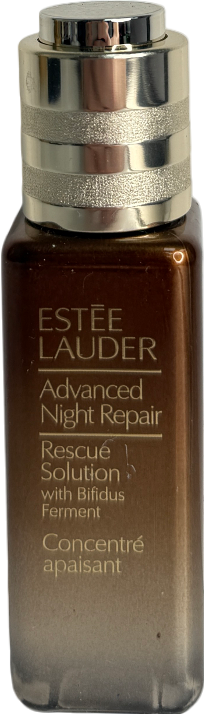 ESTĒE
LAUDER
Advanced
Night Repair
Rescue
Solution
with Bifidus
Ferment
Concentré
apaisant